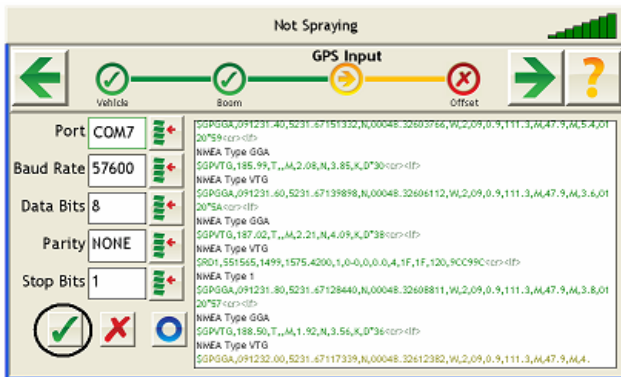 Not Spraying
GPS Input
Vehicle
Boom
Offset
Port COM7
Baud Rate 57600
Data Bits 8
Parity NONE
Stop Bits 1
$GPGGA,091231.40,5231.67151332,N,00048.32603766,W,2,09,0.9,111.3,M,47.9,M,5.4,01
20*59<cr><lf>
NMEA Type GGA
$GPVTG,185.99,T,,M,2.08,N,3.85,K,D*30<cr><lf>
NMEA Type VTG
$GPGGA,091231.60,5231.67139898,N,00048.32606112,W,2,09,0.9,111.3,M,47.9,M,3.6,01
20*5A<cr><lf>
NMEA Type GGA
$GPVTG,187.02,T,,M,2.21,N,4.09,K,D*38<cr><lf>
NMEA Type VTG
$RD1,551565,1499,1575.4200,1,0-0,0.0,4,1F,1F,120,9CC99C<cr><lf>
NMEA Type 1
$GPGGA,091231.80,5231.67128440,N,00048.32608811,W,2,09,0.9,111.3,M,47.9,M,3.8,01
20*57<cr><lf>
NMEA Type GGA
$GPVTG,188.50,T,,M,1.92,N,3.56,K,D*36<cr><lf>
NMEA Type VTG
$GPGGA,091232.00,5231.67117339,N,00048.32612382,W,2,09,0.9,111.3,M,47.9,M,4.